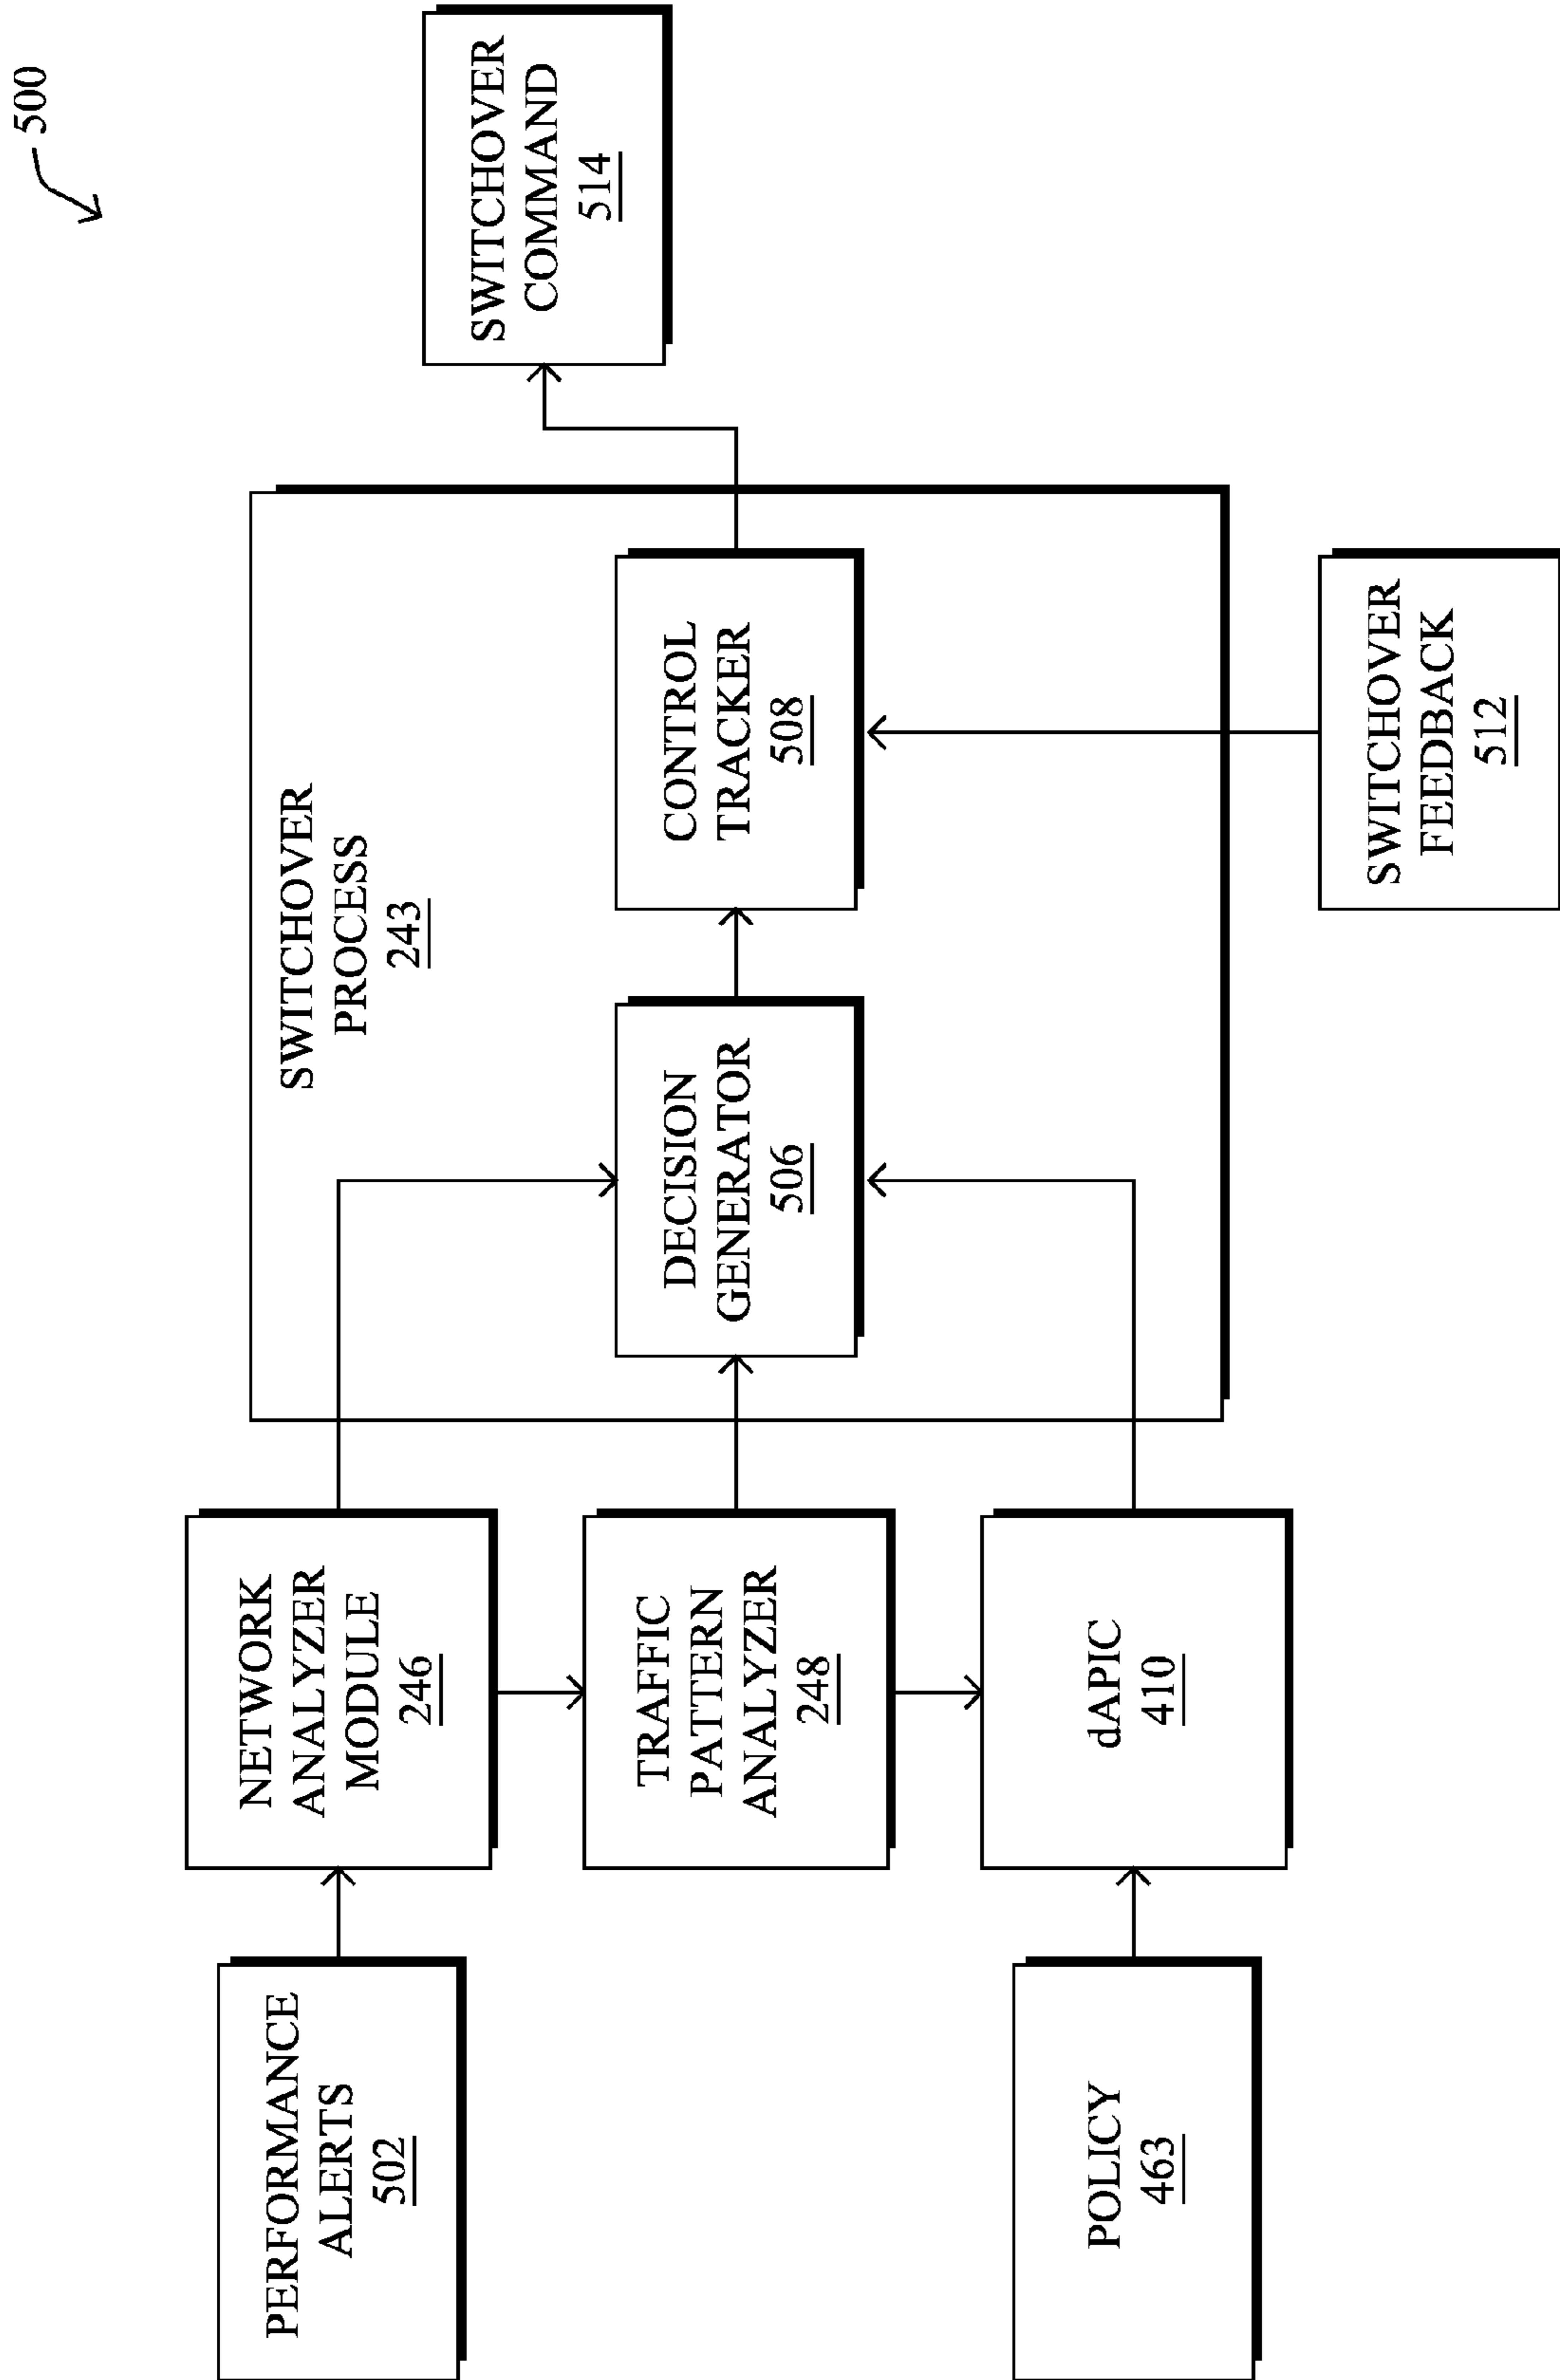 500
PERFORMANCE
ALERTS
502
NETWORK
ANALYZER
MODULE
246
TRAFFIC
PATTERN
ANALYZER
248
POLICY
463
dAPIC
410
SWITCHOVER
PROCESS
243
DECISION
GENERATOR
506
CONTROL
TRACKER
508
SWITCHOVER
FEEDBACK
512
SWITCHOVER
COMMAND
514